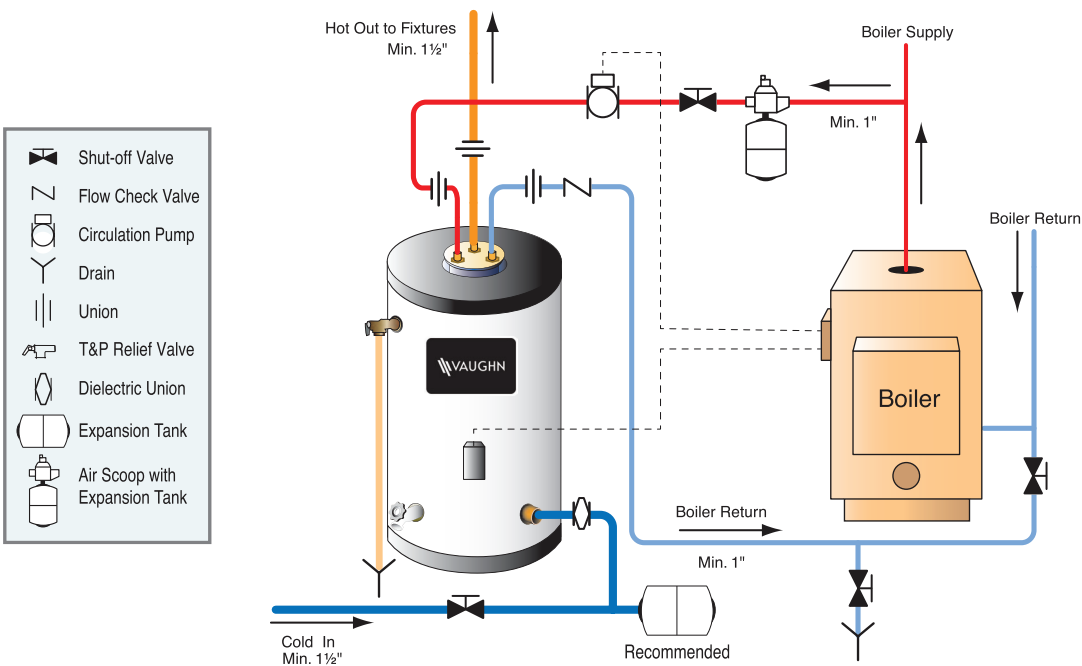 Hot Out to Fixtures
Min. 1½"
Boiler Supply
Min. 1"
Boiler Return
Shut-off Valve
Flow Check Valve
Circulation Pump
Drain
Union
T&P Relief Valve
Dielectric Union
Expansion Tank
Air Scoop with
Expansion Tank
VAUGHN
Boiler
Boiler Return
Min. 1"
Cold In
Min. 1½"
Recommended